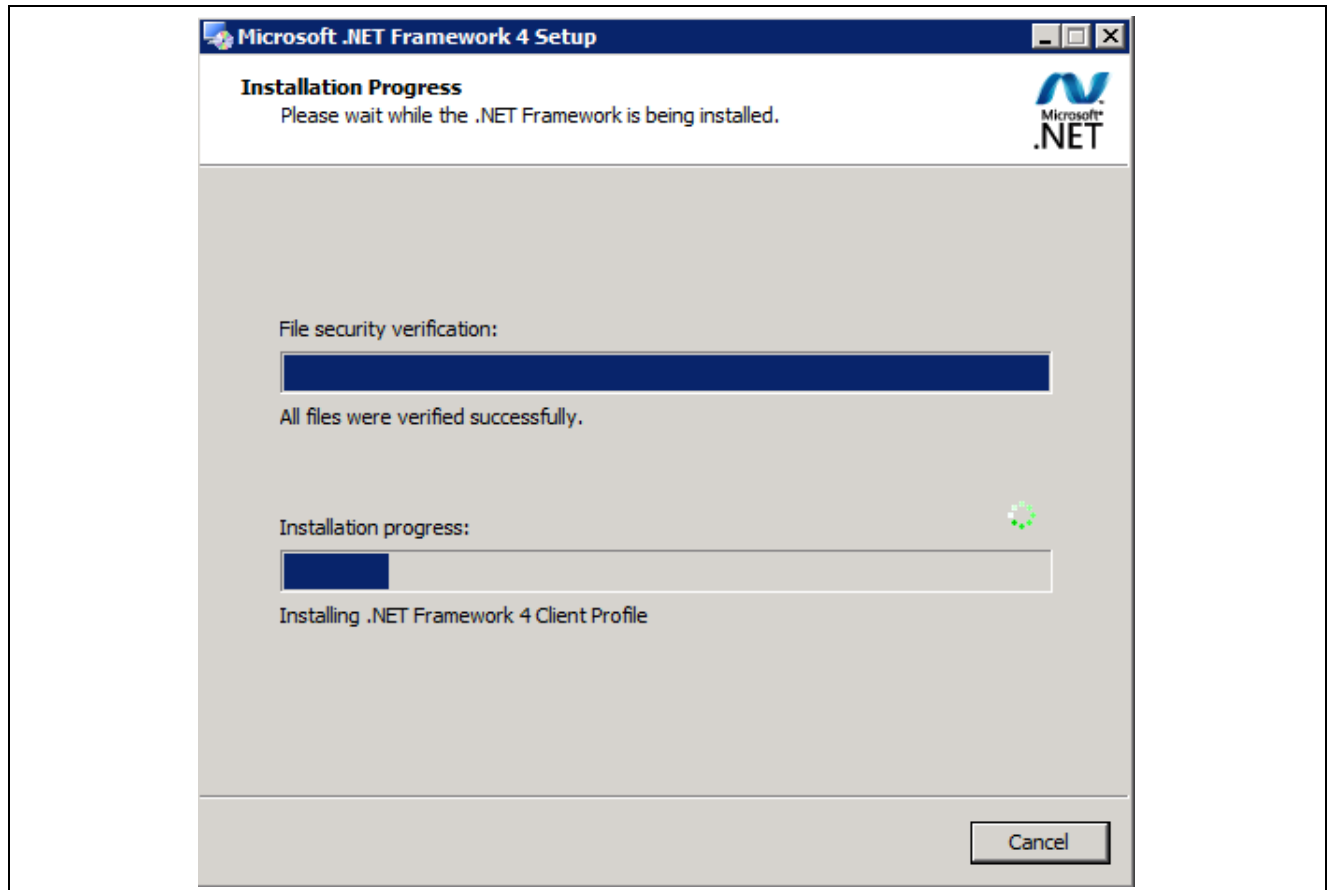 Microsoft .NET Framework 4 Setup
Installation Progress
Please wait while the .NET Framework is being installed.
Microsoft®
.NET
File security verification:
All files were verified successfully.
Installation progress:
Installing .NET Framework 4 Client Profile
Cancel